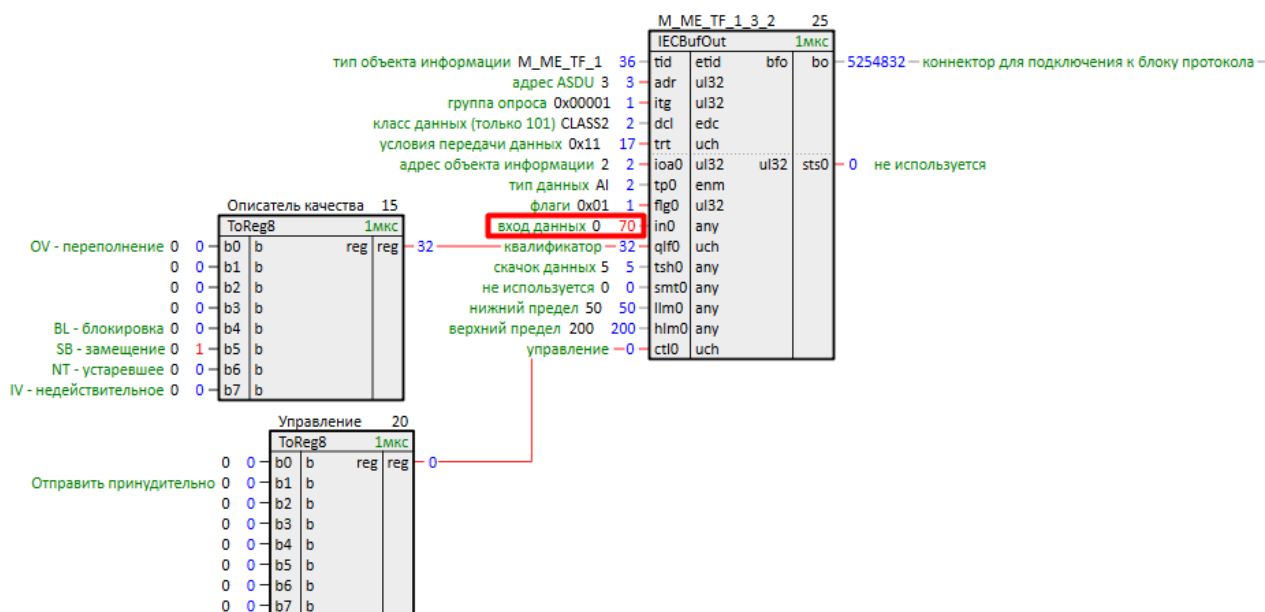 M_ME_TF_1_3_2 25
IECBufOut 1мкс
тип объекта информации M_ME_TF_1 36 tid etid bfo bo 5254832 коннектор для подключения к блоку протокола
адрес ASDU 3 3 adr ul32
группа опроса 0x00001 1 itg ul32
класс данных (только 101) CLASS2 2 dcl edc
условия передачи данных 0x11 17 trt uch
адрес объекта информации 2 2 ioa0 ul32 ul32 sts0 0 не используется
тип данных AI 2 tp0 enm
флаги 0x01 1 flg0 ul32
вход данных 0 70 in0 any
квалификатор 32 qlf0 uch
скачок данных 5 5 tsh0 any
не используется 0 0 smt0 any
нижний предел 50 50 llm0 any
верхний предел 200 200 hlm0 any
управление 0 ctl0 uch
Описатель качества 15
ToReg8 1мкс
OV - переполнение 0 0 b0 b reg reg 32
0 0 b1 b
0 0 b2 b
0 0 b3 b
BL - блокировка 0 0 b4 b
SB - замещение 0 1 b5 b
NT - устаревшее 0 0 b6 b
IV - недействительное 0 0 b7 b
Управление 20
ToReg8 1мкс
0 0 b0 b reg reg 0
Отправить принудительно 0 0 b1 b
0 0 b2 b
0 0 b3 b
0 0 b4 b
0 0 b5 b
0 0 b6 b
0 0 b7 b